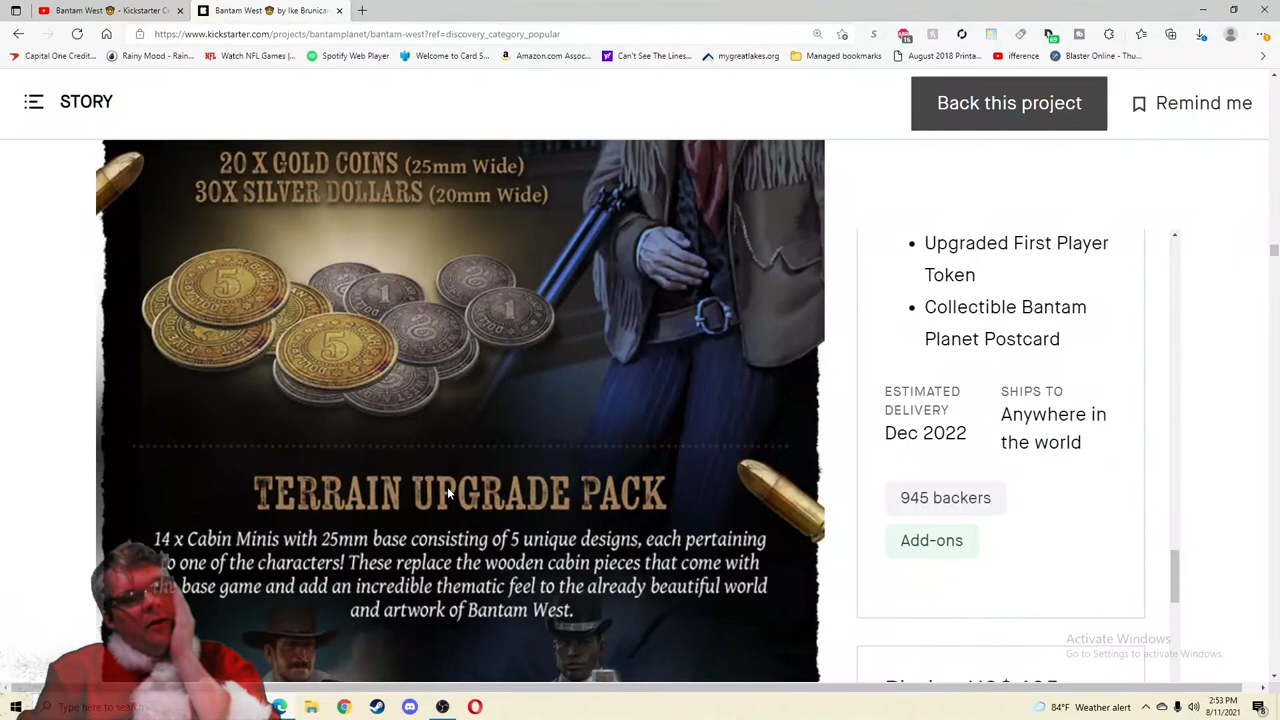 Bantam West 🤠 - Kickstarter C
Bantam West 🤠 by Ike Brunican
https://www.kickstarter.com/projects/bantamplanet/bantam-west?ref=discovery_category_popular
Capital One Credit...
Rainy Mood - Rain...
Watch NFL Games |...
Spotify Web Player
Welcome to Card S...
Amazon.com.assoc...
Can't See The Lines...
mygreatlakes.org
Managed bookmarks
August 2018 Printa...
ifference
Blaster Online - Thu...
STORY
Back this project
Remind me
20 X GOLD COINS (25mm Wide)
30X SILVER DOLLARS (20mm Wide)
TERRAIN UPGRADE PACK
14 x Cabin Minis with 25mm base consisting of 5 unique designs, each pertaining
to one of the characters! These replace the wooden cabin pieces that come with
the base game and add an incredible thematic feel to the already beautiful world
and artwork of Bantam West.
• Upgraded First Player
Token
• Collectible Bantam
Planet Postcard
ESTIMATED
DELIVERY
Dec 2022
SHIPS TO
Anywhere in
the world
945 backers
Add-ons
Activate Windows
Go to Settings to activate Windows.
Type here to search
84°F Weather alert
2:53 PM
8/11/2021